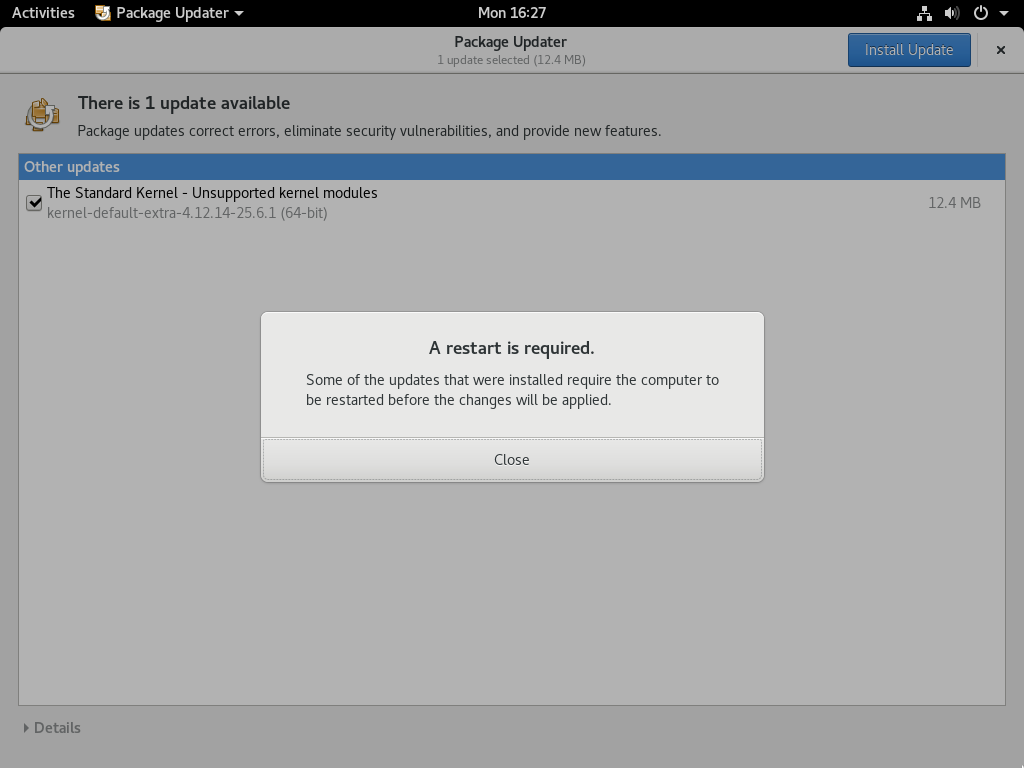 Activities
Package Updater
Mon 16:27
Package Updater
1 update selected (12.4 MB)
Install Update
There is 1 update available
Package updates correct errors, eliminate security vulnerabilities, and provide new features.
Other updates
The Standard Kernel - Unsupported kernel modules
kernel-default-extra-4.12.14-25.6.1 (64-bit)
12.4 MB
A restart is required.
Some of the updates that were installed require the computer to
be restarted before the changes will be applied.
Close
Details